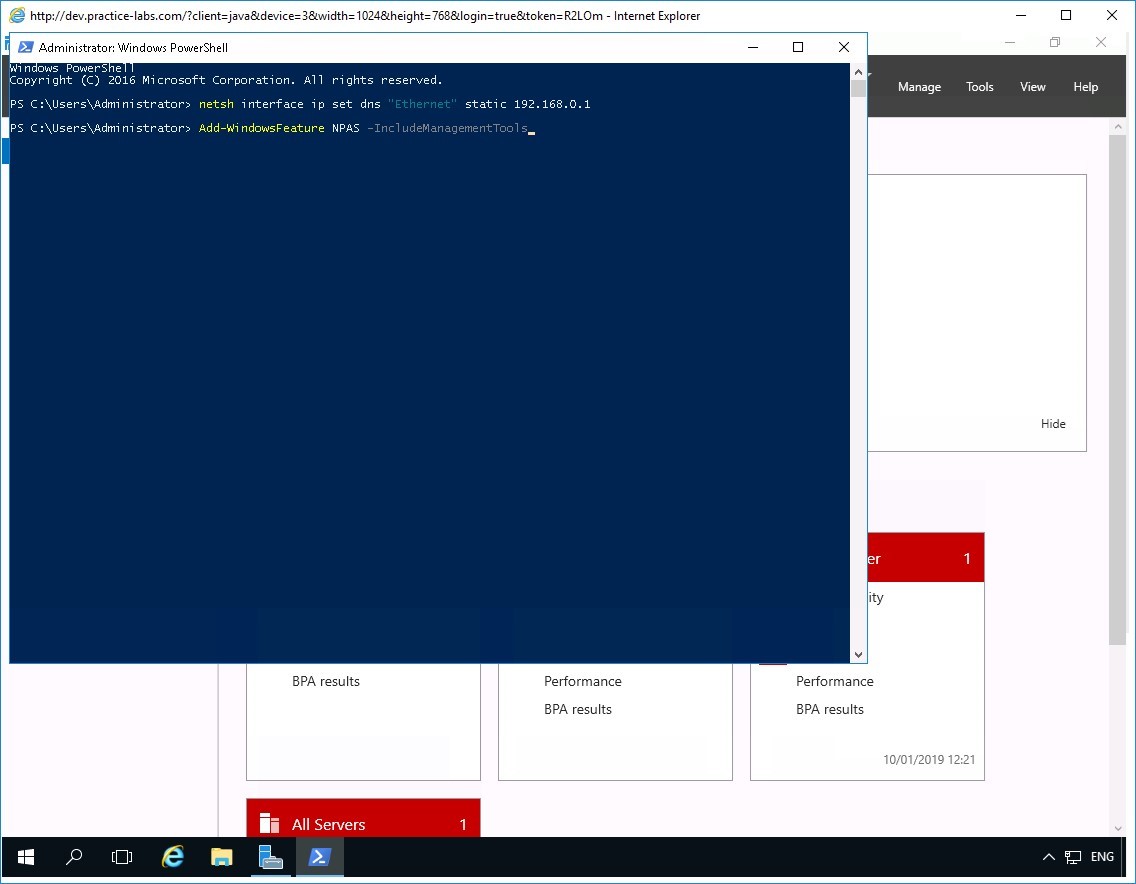 http://dev.practice-labs.com/?client=java&device=3&width=1024&height=768&login=true&token=R2LOm - Internet Explorer
Administrator: Windows PowerShell
Windows PowerShell
Copyright (C) 2016 Microsoft Corporation. All rights reserved.
PS C:\Users\Administrator> netsh interface ip set dns "Ethernet" static 192.168.0.1
PS C:\Users\Administrator> Add-WindowsFeature NPAS -IncludeManagementTools_
Manage Tools View Help
Hide
er 1
ity
BPA results
Performance
BPA results
Performance
BPA results
10/01/2019 12:21
All Servers 1
ENG